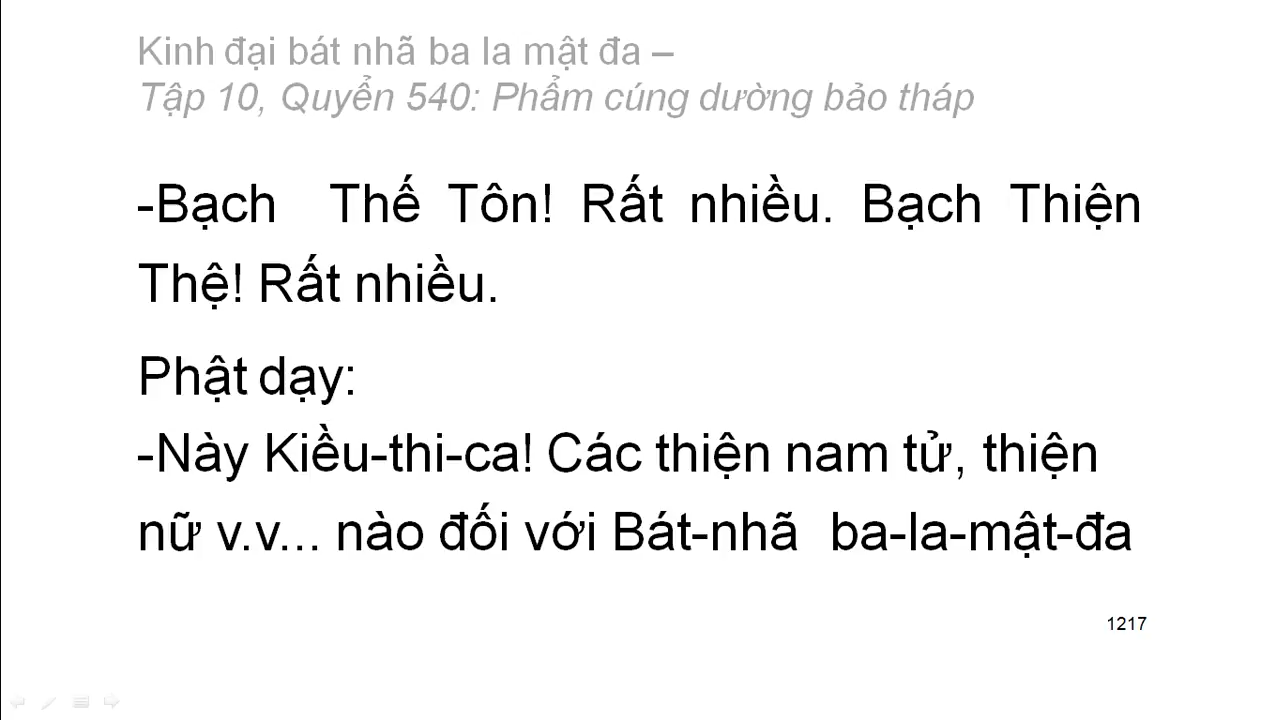 Kinh đại bát nhã ba la mật đa –
Tập 10, Quyển 540: Phẩm cúng dường bảo tháp
-Bạch Thế Tôn! Rất nhiều. Bạch Thiện
Thệ! Rất nhiều.
Phật dạy:
-Này Kiều-thi-ca! Các thiện nam tử, thiện
nữ v.v... nào đối với Bát-nhã ba-la-mật-đa
1217